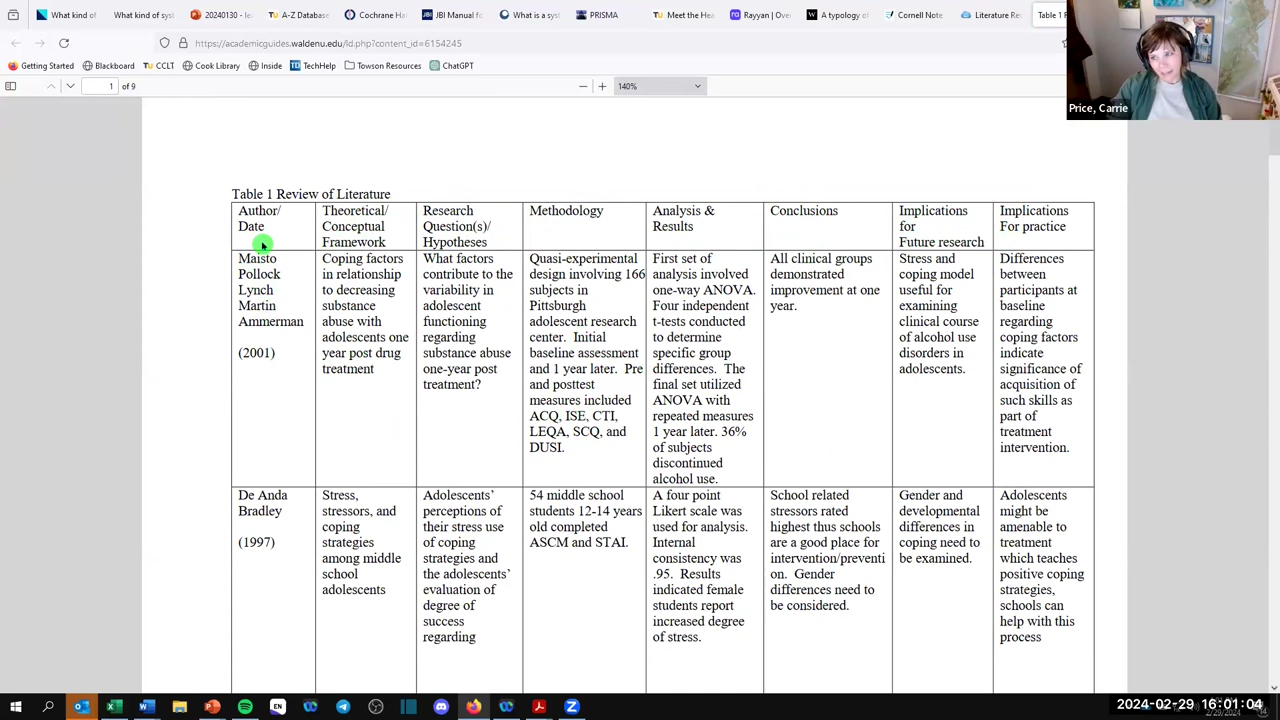 What kind of
What kind of sys
20240130 - lea
A-Z Database
Cochrane Har
JBI Manual fo
What is a syst
PRISMA
Meet the Hea
Rayyan | Over
A typology of
Cornell Note
Literature Re
Table 1 R
https://academicguides.waldenu.edu/ld.php?content_id=6154245
Getting Started
Blackboard
CCLT
Cook Library
Inside
TechHelp
Towson Resources
ChatGPT
1 of 9
140%
Price, Carrie
Table 1 Review of Literature
Author/
Date
Theoretical/
Conceptual
Framework
Research
Question(s)/
Hypotheses
Methodology
Analysis &
Results
Conclusions
Implications
for
Future research
Implications
For practice
Maisto
Pollock
Lynch
Martin
Ammerman
(2001)
Coping factors
in relationship
to decreasing
substance
abuse with
adolescents one
year post drug
treatment
What factors
contribute to the
variability in
adolescent
functioning
regarding
substance abuse
one-year post
treatment?
Quasi-experimental
design involving 166
subjects in
Pittsburgh
adolescent research
center. Initial
baseline assessment
and 1 year later. Pre
and posttest
measures included
ACQ, ISE, CTI,
LEQA, SCQ, and
DUSI.
First set of
analysis involved
one-way ANOVA.
Four independent
t-tests conducted
to determine
specific group
differences. The
final set utilized
ANOVA with
repeated measures
1 year later. 36%
of subjects
discontinued
alcohol use.
All clinical groups
demonstrated
improvement at one
year.
Stress and
coping model
useful for
examining
clinical course
of alcohol use
disorders in
adolescents.
Differences
between
participants at
baseline
regarding
coping factors
indicate
significance of
acquisition of
such skills as
part of
treatment
intervention.
De Anda
Bradley
(1997)
Stress,
stressors, and
coping
strategies
among middle
school
adolescents
Adolescents'
perceptions of
their stress use
of coping
strategies and
the adolescents'
evaluation of
degree of
success
regarding
54 middle school
students 12-14 years
old completed
ASCM and STAI.
A four point
Likert scale was
used for analysis.
Internal
consistency was
.95. Results
indicated female
students report
increased degree
of stress.
School related
stressors rated
highest thus schools
are a good place for
intervention/preventi
on. Gender
differences need to
be considered.
Gender and
developmental
differences in
coping need to
be examined.
Adolescents
might be
amenable to
treatment
which teaches
positive coping
strategies,
schools can
help with this
process
2024-02-29 16:01:04